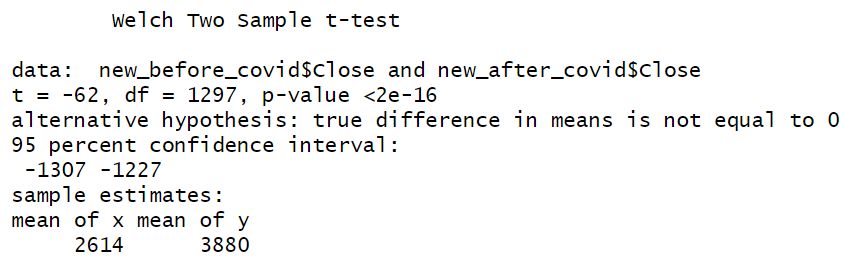 Welch Two Sample t-test
data:  new_before_covid$Close and new_after_covid$Close
t = -62, df = 1297, p-value <2e-16
alternative hypothesis: true difference in means is not equal to 0
95 percent confidence interval:
 -1307 -1227
sample estimates:
mean of x mean of y
     2614      3880